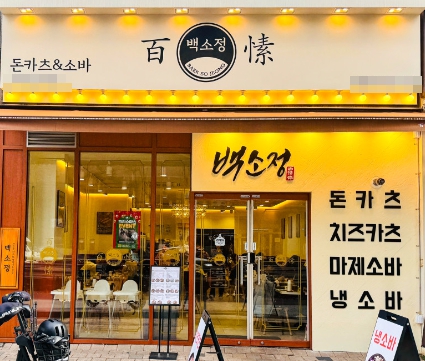 돈카츠&소바
百 백소정 愫
BAEK SO JEONG
백소정
돈카츠
치즈카츠
마제소바
냉소바
백소정
냉소바